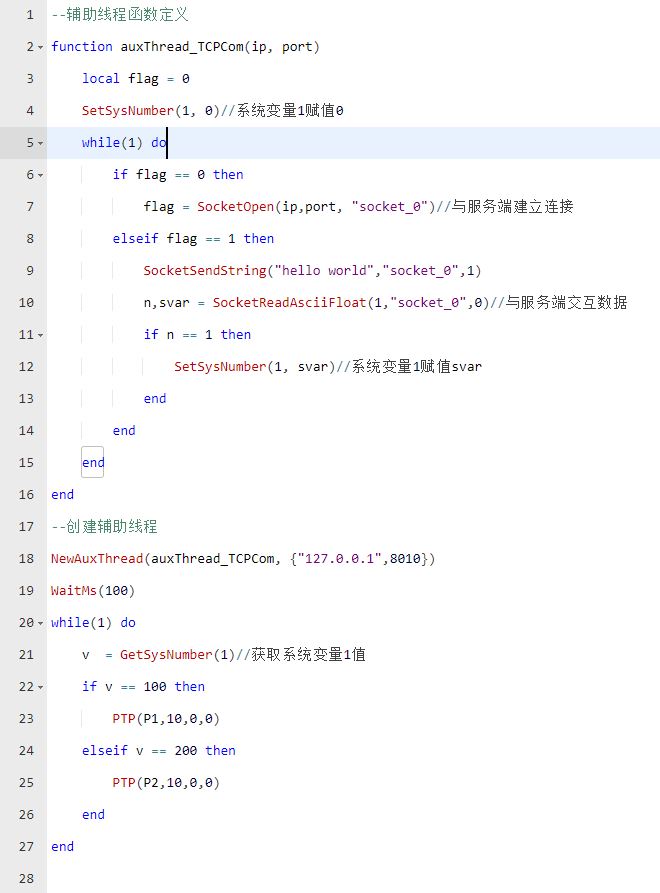 1 --辅助线程函数定义
2 function auxThread_TCPCom(ip, port)
3 local flag = 0
4 SetSysNumber(1, 0)//系统变量1赋值0
5 while(1) do
6 if flag == 0 then
7 flag = SocketOpen(ip,port, "socket_0")//与服务端建立连接
8 elseif flag == 1 then
9 SocketSendString("hello world","socket_0",1)
10 n,svar = SocketReadAsciiFloat(1,"socket_0",0)//与服务端交互数据
11 if n == 1 then
12 SetSysNumber(1, svar)//系统变量1赋值svar
13 end
14 end
15 end
16 end
17 --创建辅助线程
18 NewAuxThread(auxThread_TCPCom, {"127.0.0.1",8010})
19 WaitMs(100)
20 while(1) do
21 v  = GetSysNumber(1)//获取系统变量1值
22 if v == 100 then
23 PTP(P1,10,0,0)
24 elseif v == 200 then
25 PTP(P2,10,0,0)
26 end
27 end
28